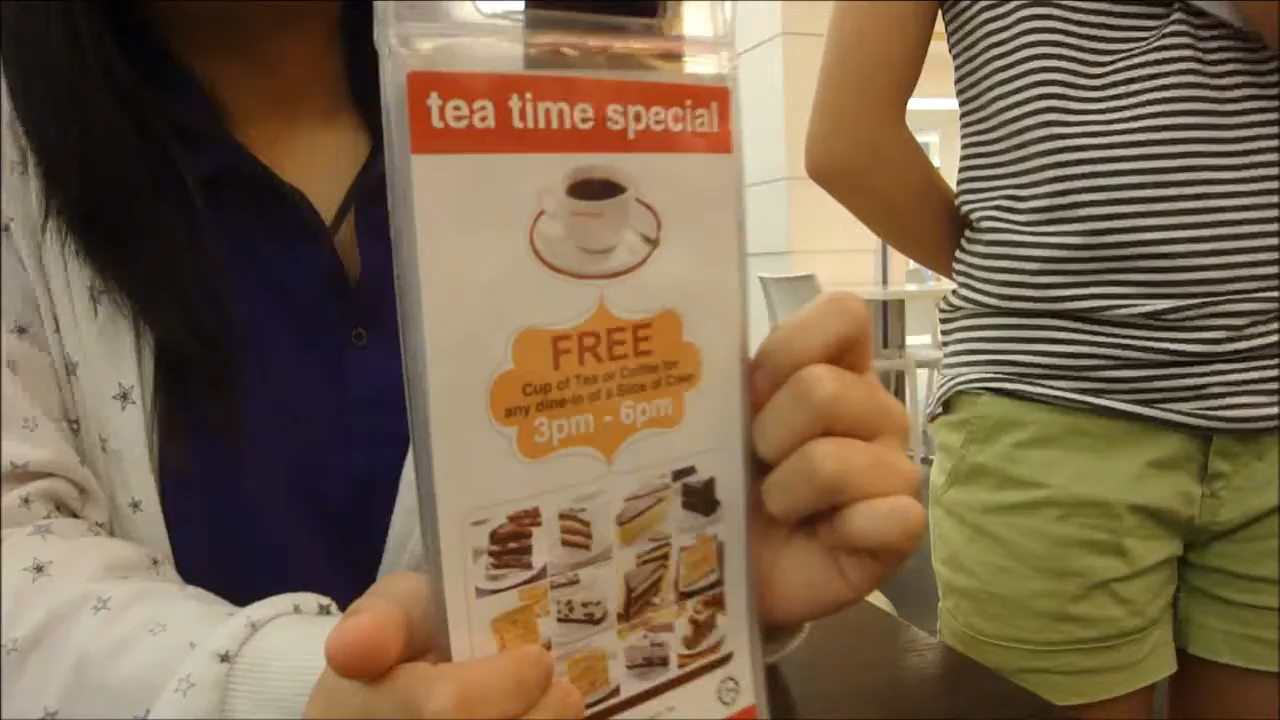 tea time special
FREE
Cup of Tea or Coffee for
any dine-in of a Slice of Cake
3pm - 6pm